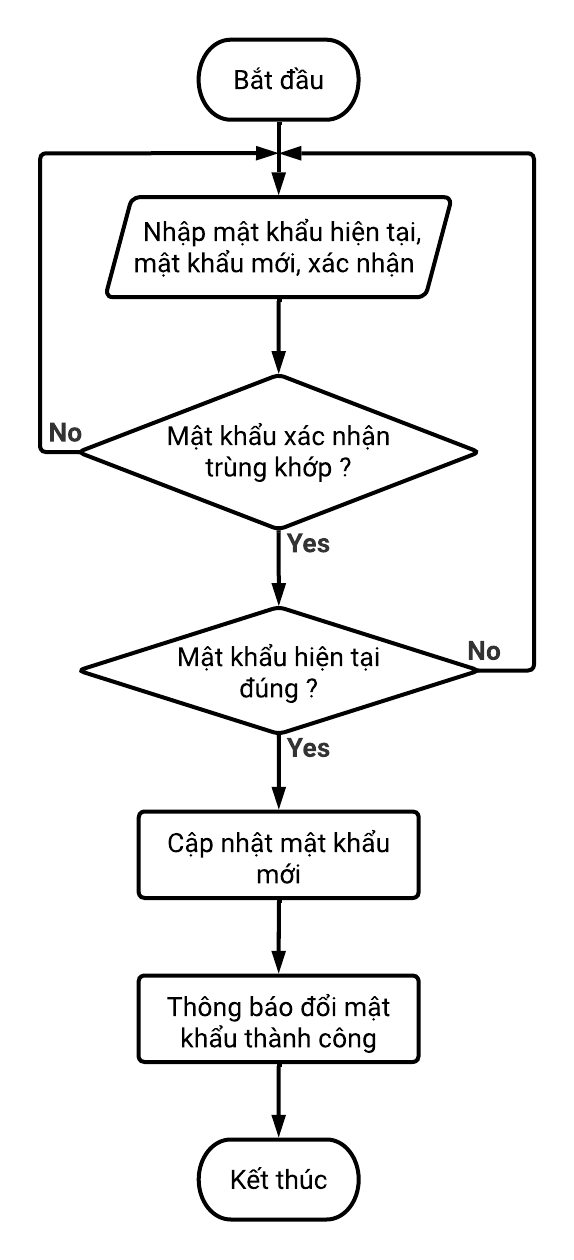 Bắt đầu
Nhập mật khẩu hiện tại,
mật khẩu mới, xác nhận
No
Mật khẩu xác nhận
trùng khớp ?
Yes
Mật khẩu hiện tại
đúng ?
No
Yes
Cập nhật mật khẩu
mới
Thông báo đổi mật
khẩu thành công
Kết thúc